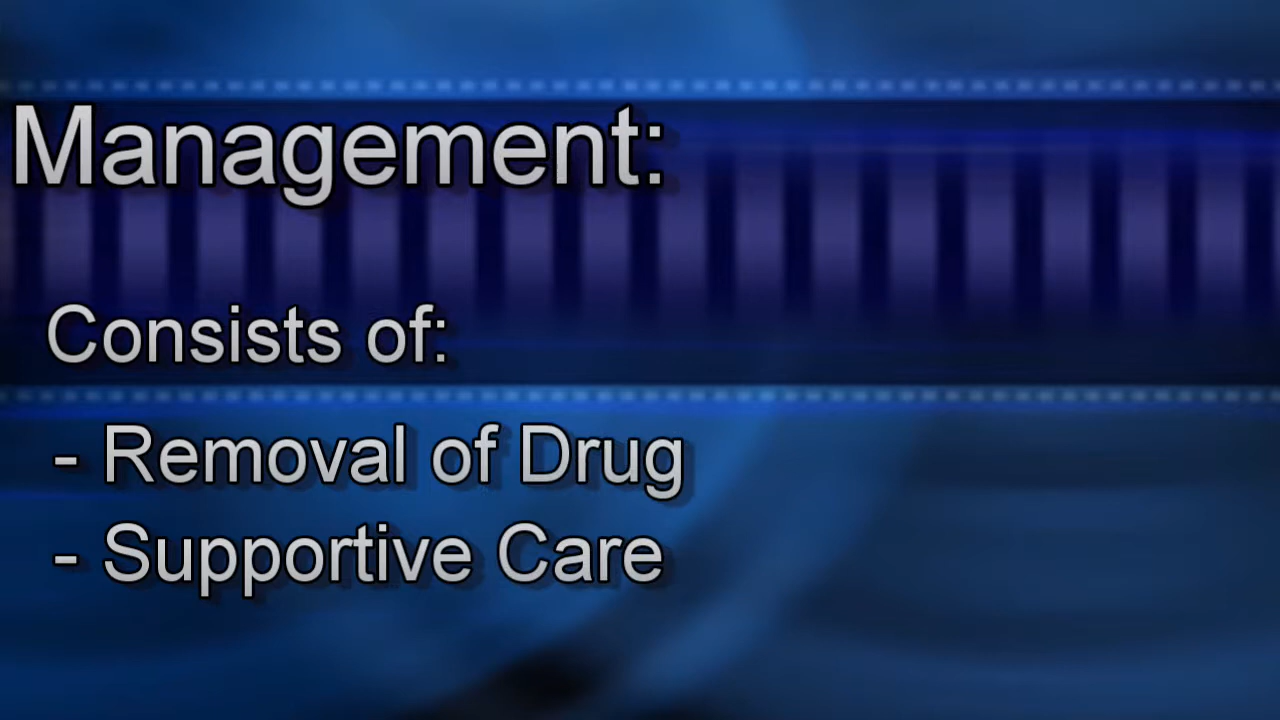 Management:
Consists of:
- Removal of Drug
- Supportive Care